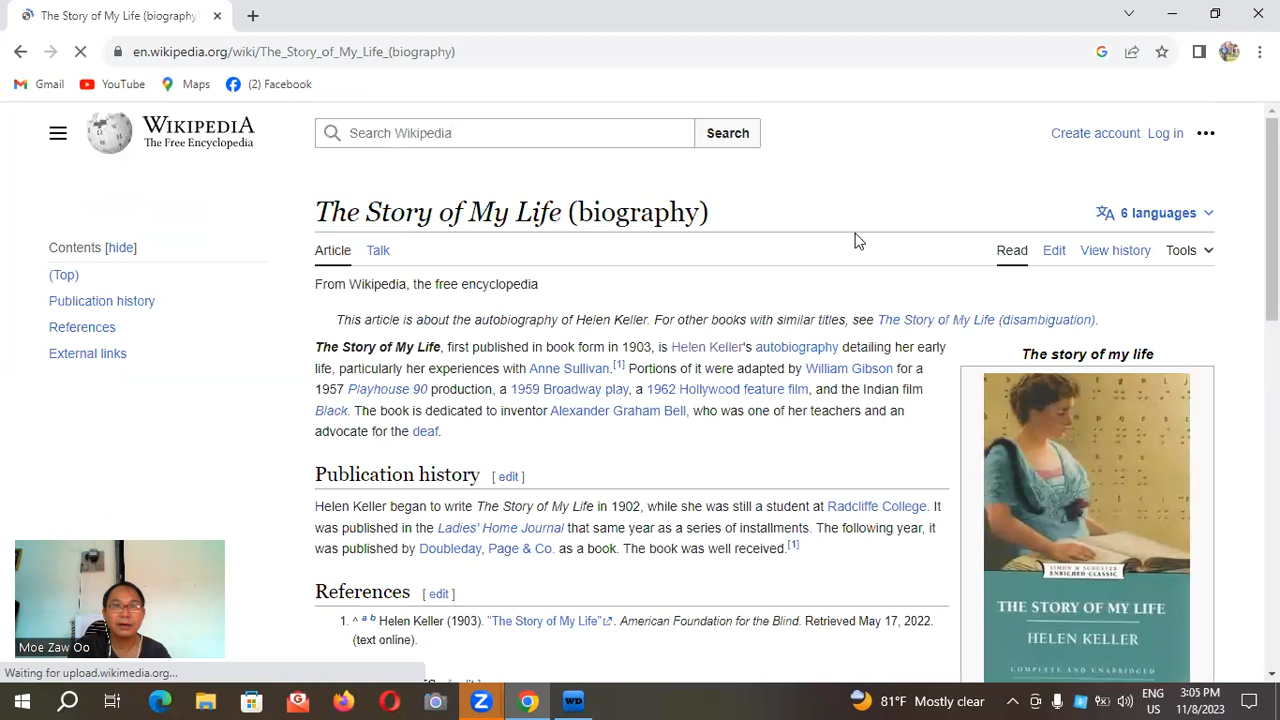 The Story of My Life (biography)
en.wikipedia.org/wiki/The_Story_of_My_Life_(biography)
Gmail YouTube Maps (2) Facebook
WIKIPEDIA
The Free Encyclopedia
Search Wikipedia
Search
Create account Log in
The Story of My Life (biography)
6 languages
Contents [hide]
(Top)
Publication history
References
External links
Article Talk
Read Edit View history Tools
From Wikipedia, the free encyclopedia
This article is about the autobiography of Helen Keller. For other books with similar titles, see The Story of My Life (disambiguation).
The Story of My Life, first published in book form in 1903, is Helen Keller's autobiography detailing her early
life, particularly her experiences with Anne Sullivan.[1] Portions of it were adapted by William Gibson for a
1957 Playhouse 90 production, a 1959 Broadway play, a 1962 Hollywood feature film, and the Indian film
Black. The book is dedicated to inventor Alexander Graham Bell, who was one of her teachers and an
advocate for the deaf.
The story of my life
Publication history [ edit ]
Helen Keller began to write The Story of My Life in 1902, while she was still a student at Radcliffe College. It
was published in the Ladies' Home Journal that same year as a series of installments. The following year, it
was published by Doubleday, Page & Co. as a book. The book was well received.[1]
References [ edit ]
1. ^ a b Helen Keller (1903). "The Story of My Life". American Foundation for the Blind. Retrieved May 17, 2022.
(text online).
SIMON & SCHUSTER
ENRICHED CLASSIC
THE STORY OF MY LIFE
HELEN KELLER
COMPLETE AND UNABRIDGED
Moe Zaw Oo
Waiting for upload.wikimedia.org...
81°F Mostly clear
ENG
US
3:05 PM
11/8/2023